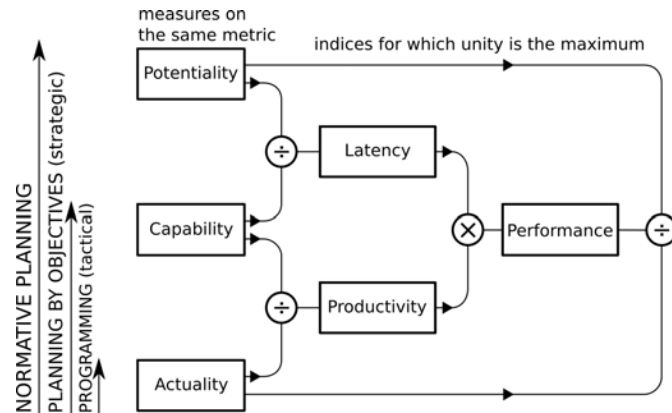 measures on
the same metric
indices for which unity is the maximum
Potentiality
÷
Latency
Capability
×
Performance
÷
÷
Productivity
Actuality
NORMATIVE PLANNING
PLANNING BY OBJECTIVES (strategic)
PROGRAMMING (tactical)